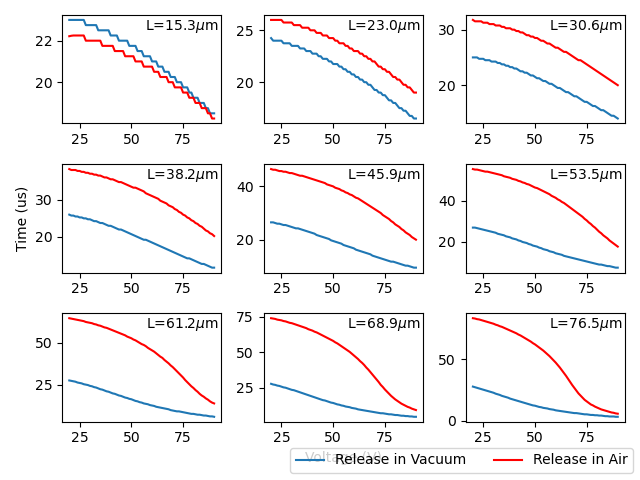 L=15.3μm L=23.0μm L=30.6μm
22 25 30
20 20 20
25 50 75 25 50 75 25 50 75
L=38.2μm L=45.9μm L=53.5μm
Time (us)
30 40 40
20 20 20
25 50 75 25 50 75 25 50 75
L=61.2μm L=68.9μm L=76.5μm
75
50 50 50
25 25 0
25 50 75 25 50 75 25 50 75
Voltage (V)
Release in Vacuum Release in Air